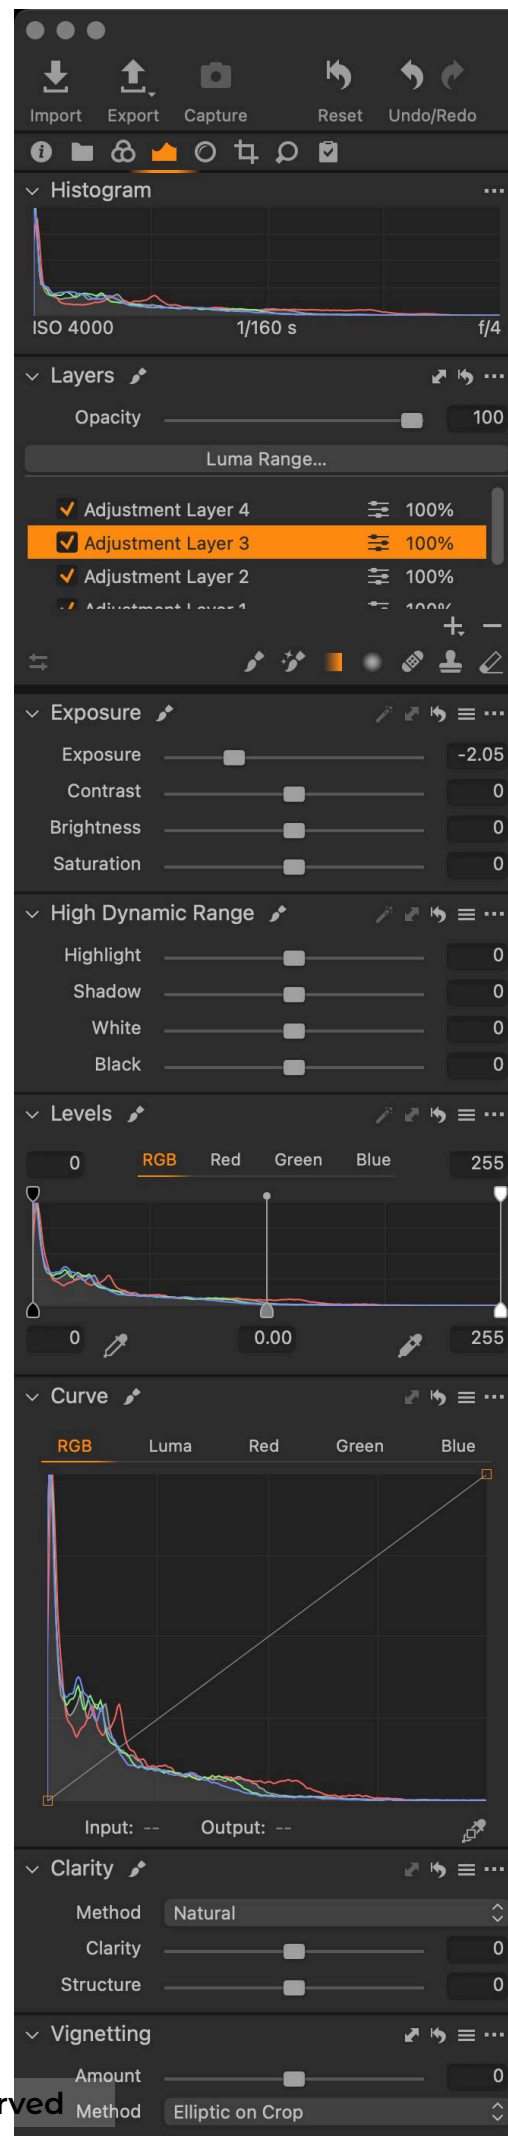 Import Export Capture Reset Undo/Redo
Histogram
ISO 4000 1/160 s f/4
Layers
Opacity 100
Luma Range...
Adjustment Layer 4 100%
Adjustment Layer 3 100%
Adjustment Layer 2 100%
Adjustment Layer 1 100%
Exposure
Exposure -2.05
Contrast 0
Brightness 0
Saturation 0
High Dynamic Range
Highlight 0
Shadow 0
White 0
Black 0
Levels
0 RGB Red Green Blue 255
0 0.00 255
Curve
RGB Luma Red Green Blue
Input: -- Output: --
Clarity
Method Natural
Clarity 0
Structure 0
Vignetting
Amount 0
rved
Method Elliptic on Crop